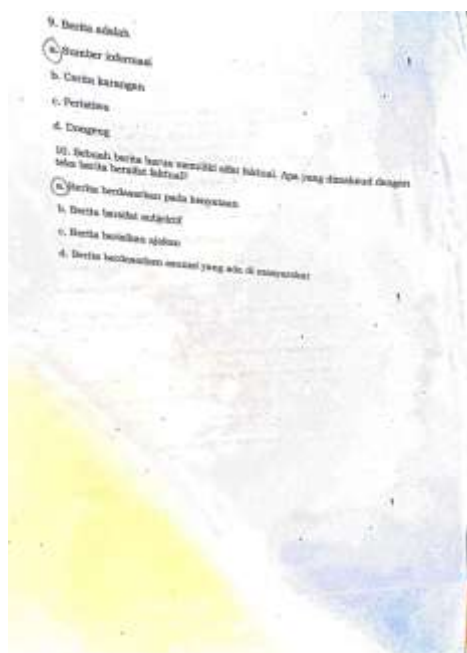 9. Berita adalah
a. Sumber informasi
b. Cerita karangan
c. Peristiwa
d. Dongeng
10. Sebuah berita harus memiliki sifat faktual. Apa yang dimaksud dengan
teks berita bersifat faktual?
a. Berita berdasarkan pada kenyataan
b. Berita bersifat subjektif
c. Berita berisikan ajakan
d. Berita berdasarkan asumsi yang ada di masyarakat